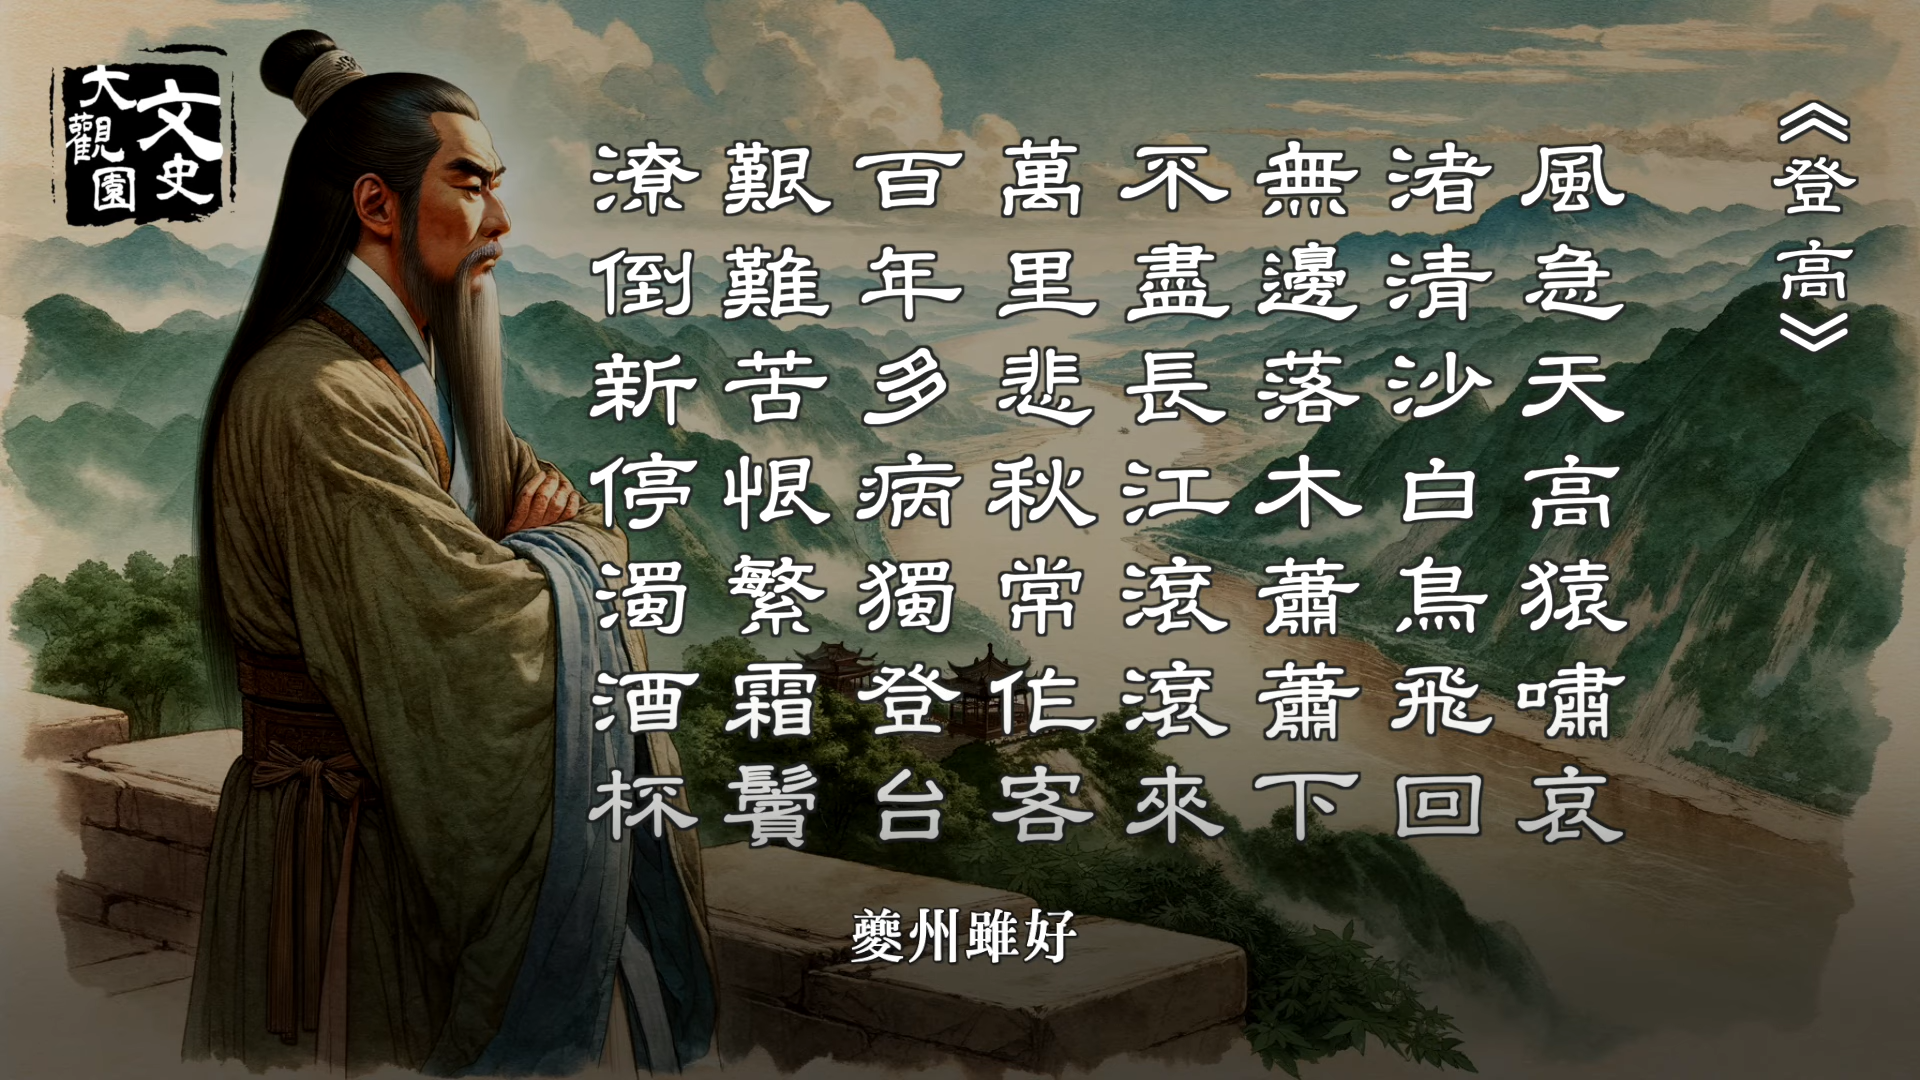 《登高》
風急天高猿嘯哀
渚清沙白鳥飛回
無邊落木蕭蕭下
不盡長江滾滾來
萬里悲秋常作客
百年多病獨登台
艱難苦恨繁霜鬢
潦倒新停濁酒杯
文史
大觀園
夔州雖好